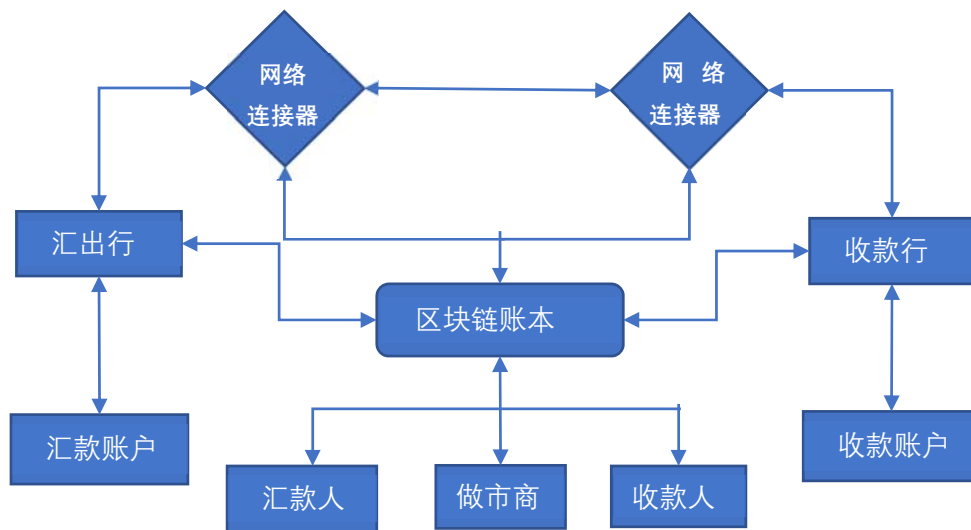 网络
连接器
网 络
连接器
汇出行
收款行
区块链账本
汇款账户
收款账户
汇款人
做市商
收款人